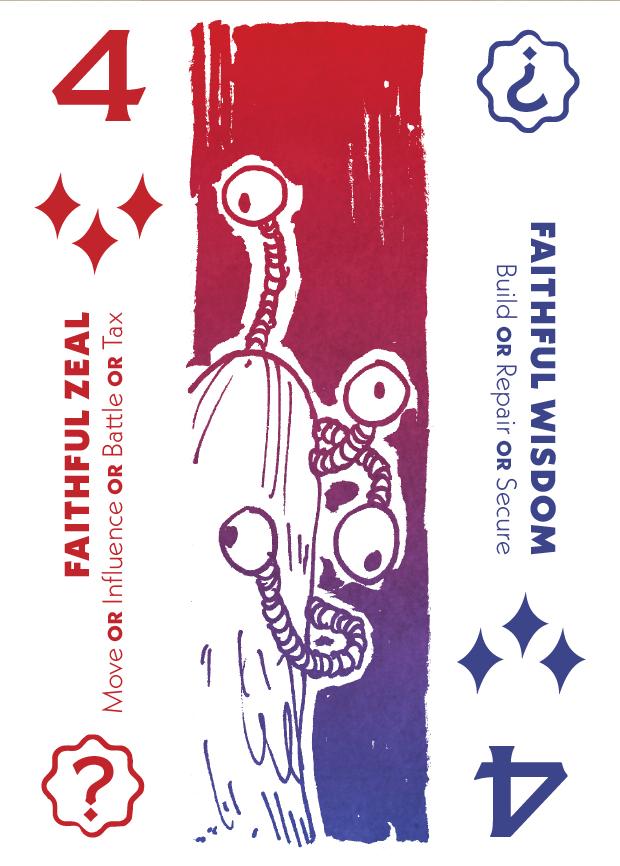 4
FAITHFUL ZEAL
Move OR Influence OR Battle OR Tax
?
?
FAITHFUL WISDOM
Build OR Repair OR Secure
4